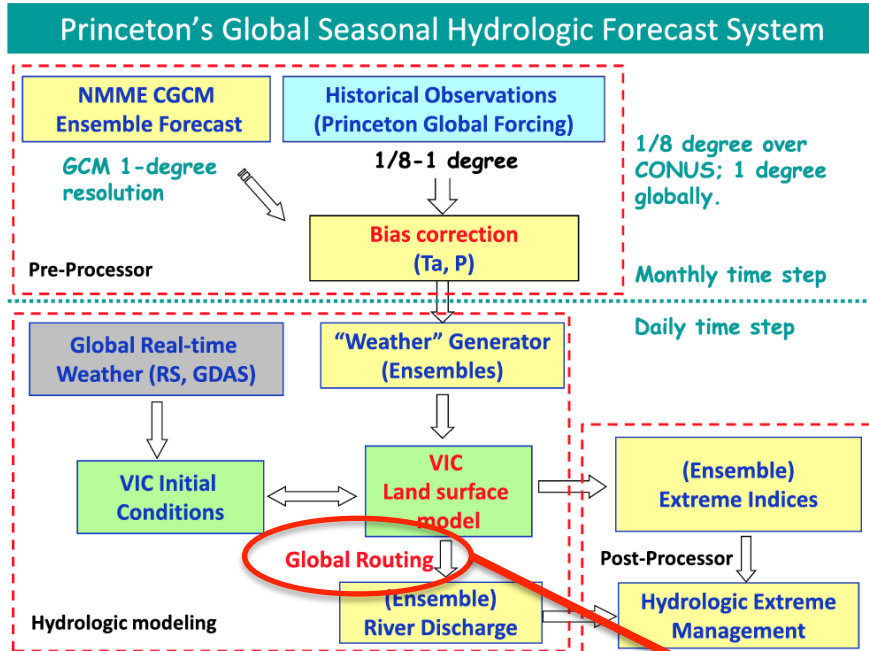 Princeton's Global Seasonal Hydrologic Forecast System
NMME CGCM
Ensemble Forecast
Historical Observations
(Princeton Global Forcing)
GCM 1-degree
resolution
1/8-1 degree
1/8 degree over
CONUS; 1 degree
globally.
Bias correction
(Ta, P)
Pre-Processor
Monthly time step
Daily time step
Global Real-time
Weather (RS, GDAS)
“Weather” Generator
(Ensembles)
VIC Initial
Conditions
VIC
Land surface
model
(Ensemble)
Extreme Indices
Global Routing
Post-Processor
(Ensemble)
River Discharge
Hydrologic Extreme
Management
Hydrologic modeling